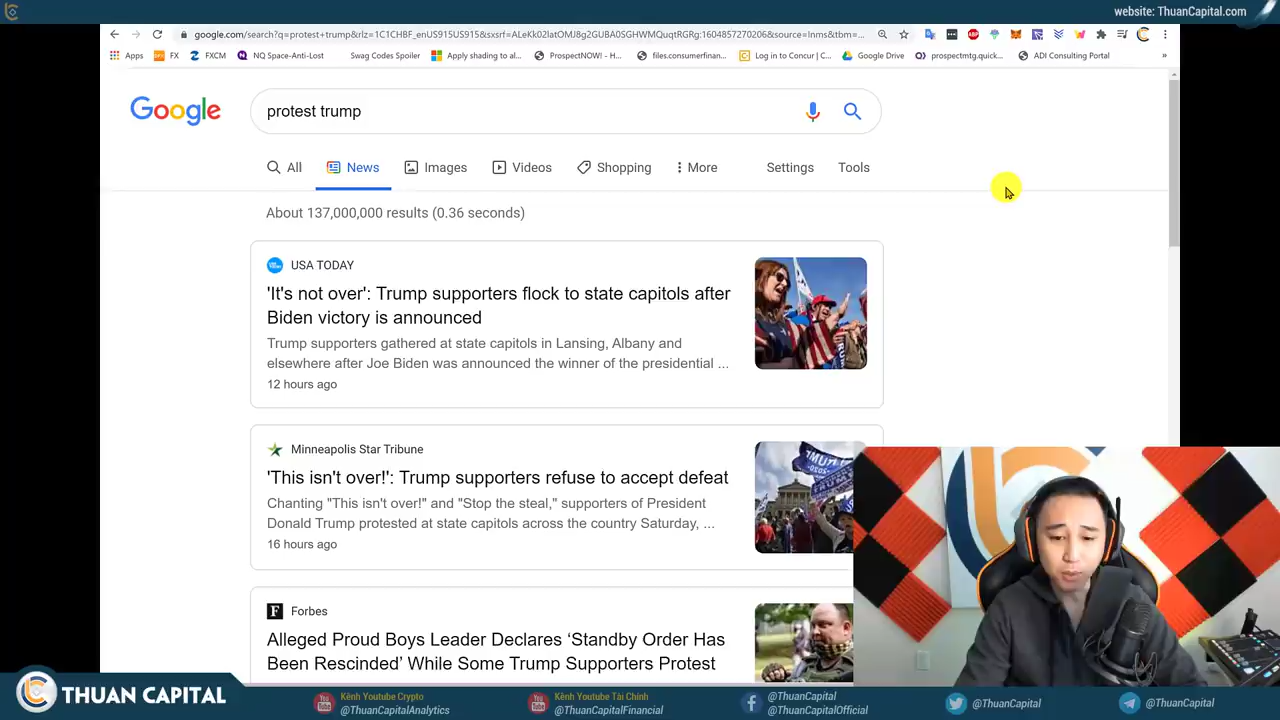 website: ThuanCapital.com
google.com/search?q=protest+trump&rlz=1C1CHBF_enUS915US915&sxsrf=ALeKk02IatOMJ8g2GUBA0SGHWMQuqtRGRg:1604857270206&source=lnms&tbm=...
Apps FX FXCM NQ Space-Anti-Lost Swag Codes Spoiler Apply shading to al... ProspectNOW! - H... files.consumerfinan... Log in to Concur | C... Google Drive prospectmtg.quick... ADI Consulting Portal »
Google protest trump
All News Images Videos Shopping More Settings Tools
About 137,000,000 results (0.36 seconds)
USA TODAY
'It's not over': Trump supporters flock to state capitols after
Biden victory is announced
Trump supporters gathered at state capitols in Lansing, Albany and
elsewhere after Joe Biden was announced the winner of the presidential ...
12 hours ago
Minneapolis Star Tribune
'This isn't over!': Trump supporters refuse to accept defeat
Chanting "This isn't over!" and "Stop the steal," supporters of President
Donald Trump protested at state capitols across the country Saturday, ...
16 hours ago
F Forbes
Alleged Proud Boys Leader Declares ‘Standby Order Has
Been Rescinded’ While Some Trump Supporters Protest
THUAN CAPITAL
Kênh Youtube Crypto
@ThuanCapitalAnalytics
Kênh Youtube Tài Chính
@ThuanCapitalFinancial
@ThuanCapital
@ThuanCapitalOfficial
@ThuanCapital
@ThuanCapital